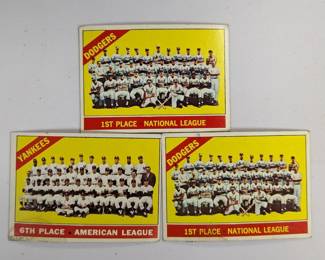 DODGERS
1ST PLACE NATIONAL LEAGUE
YANKEES
6TH PLACE • AMERICAN LEAGUE
DODGERS
1ST PLACE NATIONAL LEAGUE